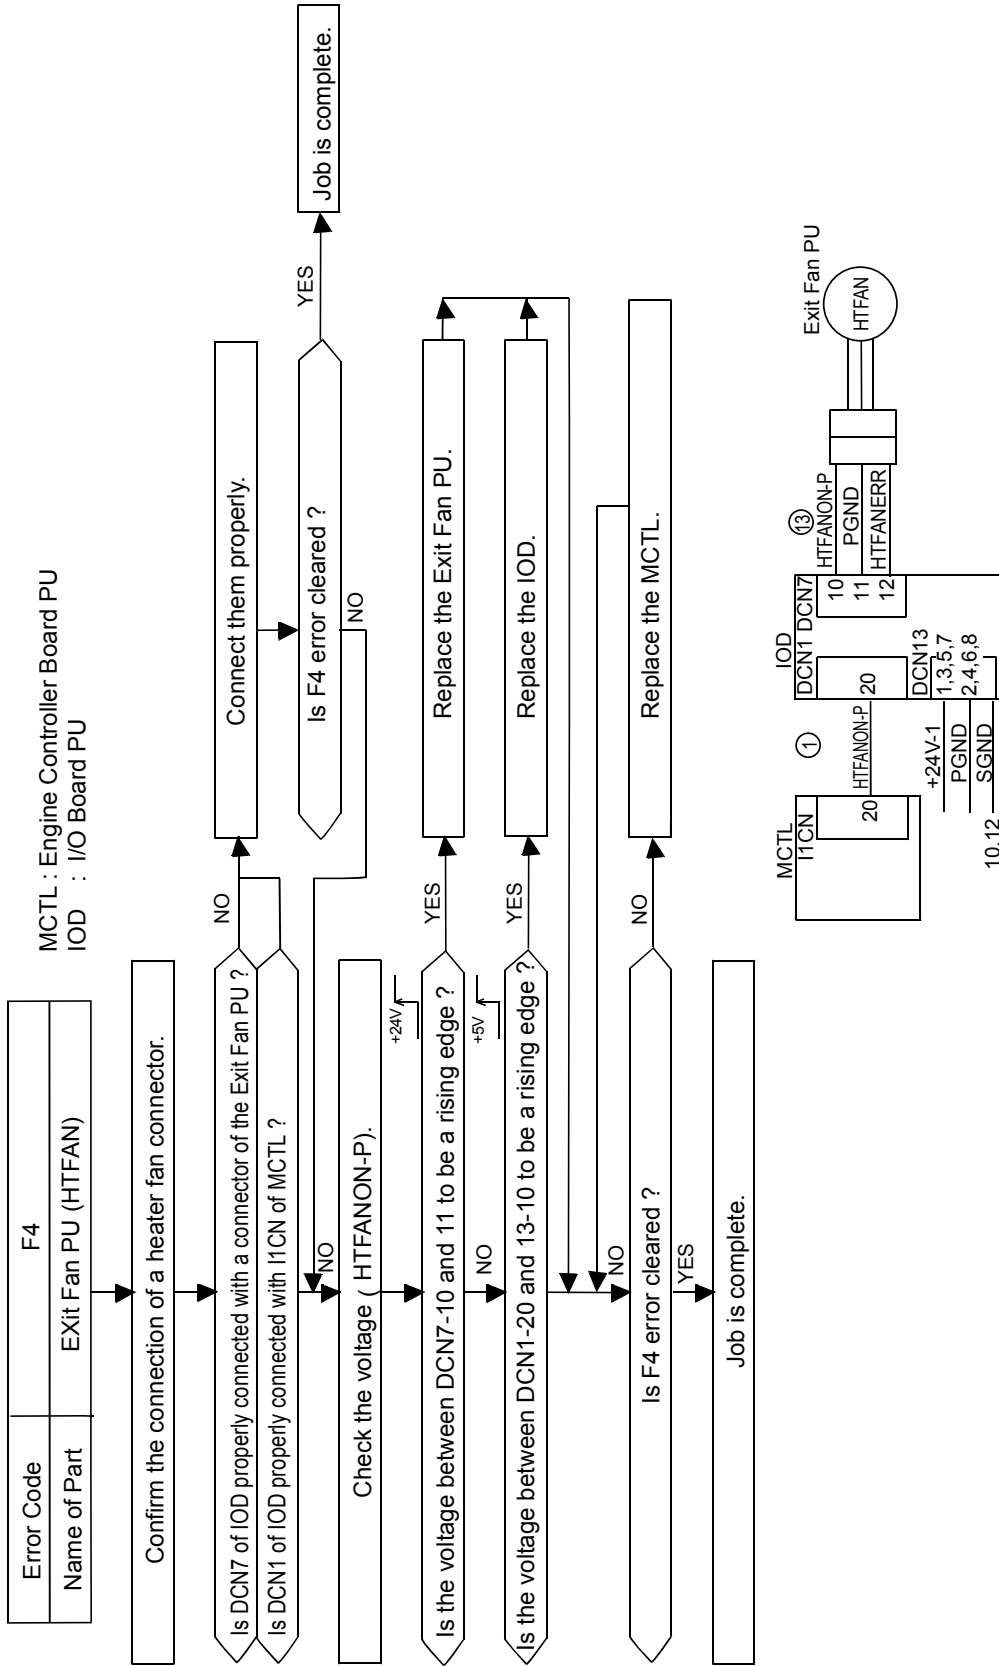 Error Code F4
Name of Part EXit Fan PU (HTFAN)
MCTL : Engine Controller Board PU
IOD : I/O Board PU
Confirm the connection of a heater fan connector.
Is DCN7 of IOD properly connected with a connector of the Exit Fan PU ?
Is DCN1 of IOD properly connected with I1CN of MCTL ?
NO
Connect them properly.
Is F4 error cleared ?
YES
Job is complete.
NO
NO
Check the voltage ( HTFANON-P).
+24V
Is the voltage between DCN7-10 and 11 to be a rising edge ?
YES
Replace the Exit Fan PU.
NO
+5V
Is the voltage between DCN1-20 and 13-10 to be a rising edge ?
YES
Replace the IOD.
NO
Is F4 error cleared ?
NO
Replace the MCTL.
YES
Job is complete.
MCTL
I1CN
20
1
HTFANON-P
IOD
DCN1 DCN7
20
10
11
12
13
HTFANON-P
PGND
HTFANERR
Exit Fan PU
HTFAN
DCN13
+24V-1
1,3,5,7
PGND
2,4,6,8
SGND
10,12